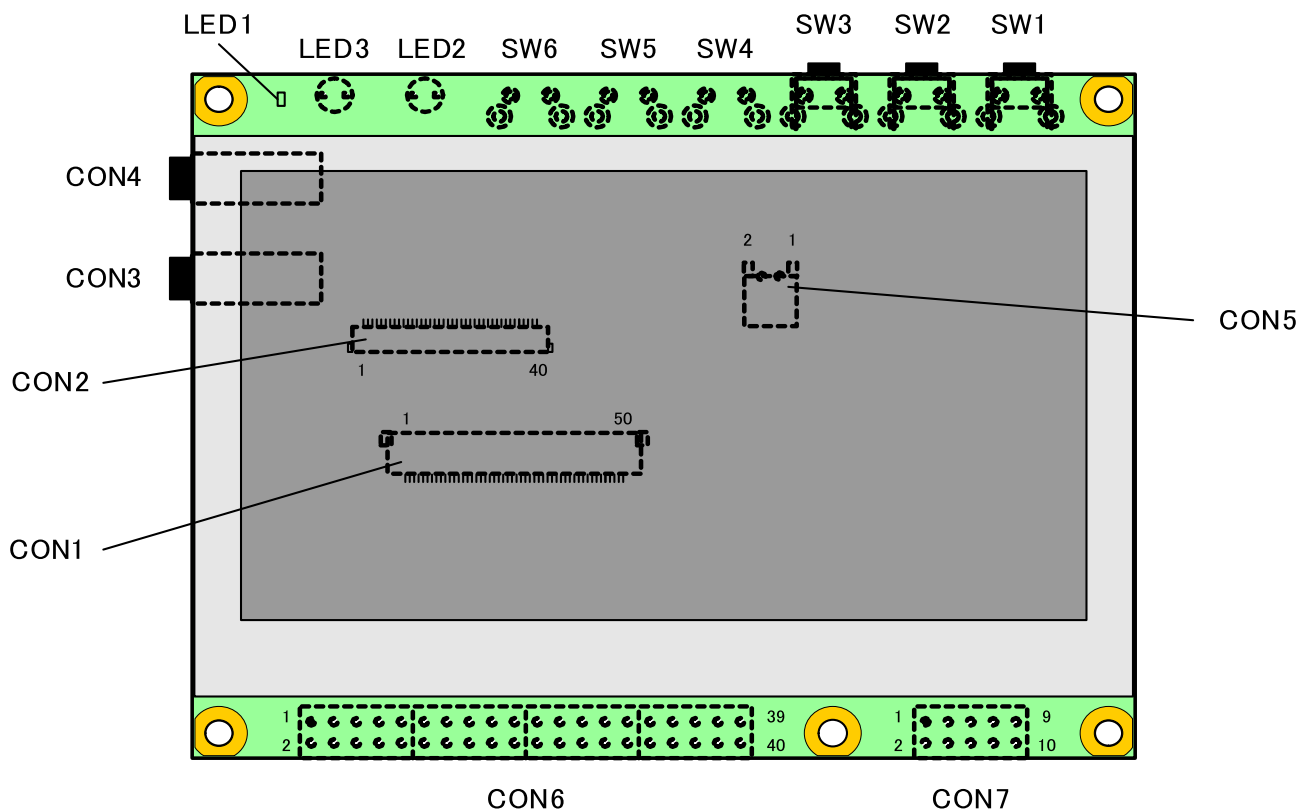 LED1
LED3 LED2 SW6 SW5 SW4 SW3 SW2 SW1
CON4
2 1
CON3
CON5
CON2
1 40
1 50
CON1
1 39 1 9
2 40 2 10
CON6 CON7